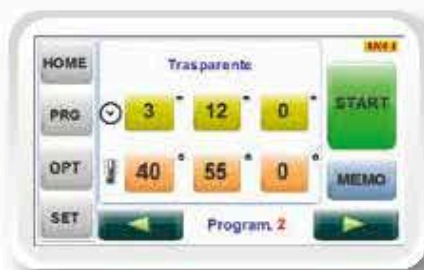 HOME
Trasparente
START
PRG
3 " 12 " 0 "
OPT
40 ° 55 ° 0 °
MEMO
SET
Program. 2